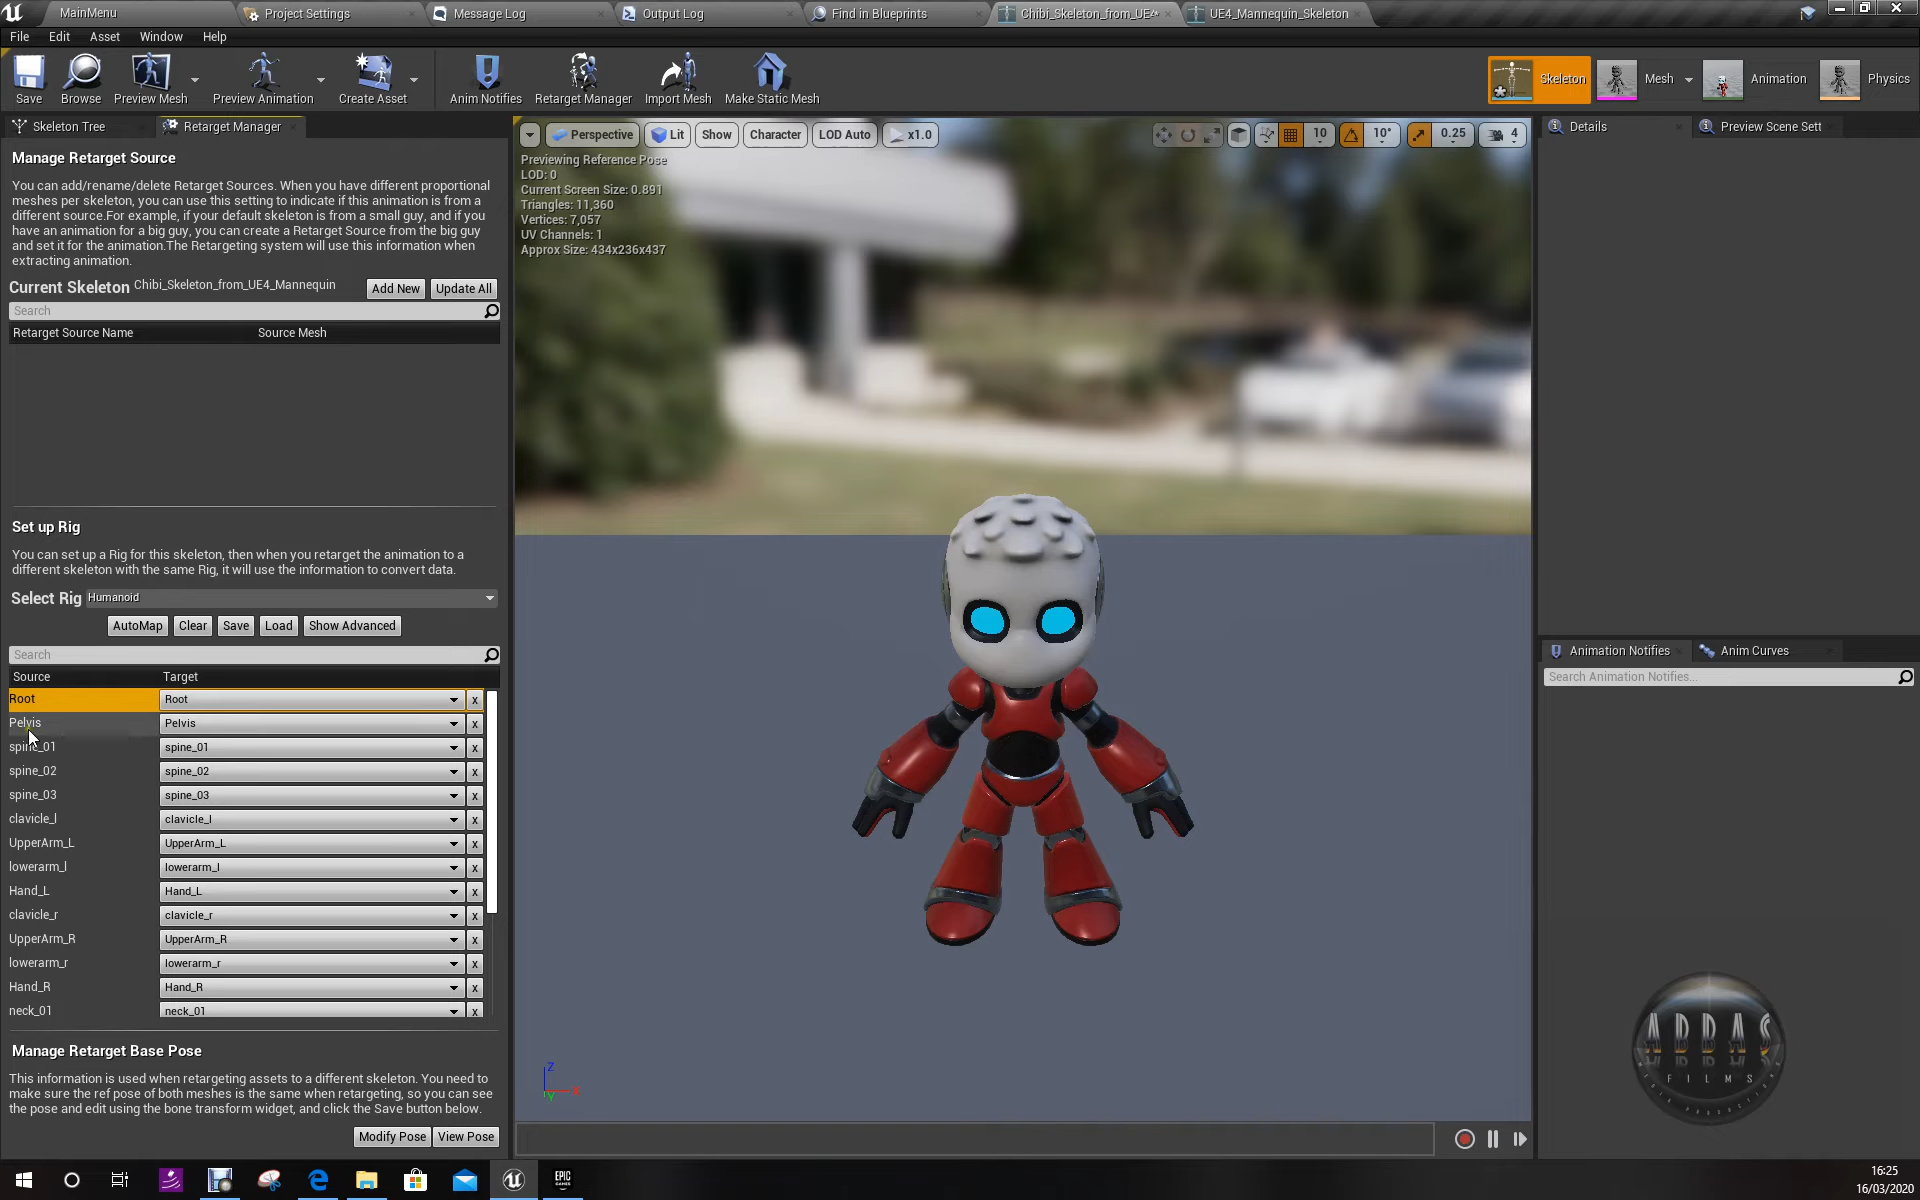 MainMenu
Project Settings
Message Log
Output Log
Find in Blueprints
Chibi_Skeleton_from_UE4*
UE4_Mannequin_Skeleton
File Edit Asset Window Help
Save
Browse
Preview Mesh
Preview Animation
Create Asset
Anim Notifies
Retarget Manager
Import Mesh
Make Static Mesh
Skeleton
Mesh
Animation
Physics
Skeleton Tree
Retarget Manager
Manage Retarget Source
You can add/rename/delete Retarget Sources. When you have different proportional
meshes per skeleton, you can use this setting to indicate if this animation is from a
different source.For example, if your default skeleton is from a small guy, and if you
have an animation for a big guy, you can create a Retarget Source from the big guy
and set it for the animation.The Retargeting system will use this information when
extracting animation.
Current Skeleton Chibi_Skeleton_from_UE4_Mannequin
Add New
Update All
Search
Retarget Source Name Source Mesh
Set up Rig
You can set up a Rig for this skeleton, then when you retarget the animation to a
different skeleton with the same Rig, it will use the information to convert data.
Select Rig Humanoid
AutoMap Clear Save Load Show Advanced
Search
Source Target
Root Root x
Pelvis Pelvis x
spine_01 spine_01 x
spine_02 spine_02 x
spine_03 spine_03 x
clavicle_l clavicle_l x
UpperArm_L UpperArm_L x
lowerarm_l lowerarm_l x
Hand_L Hand_L x
clavicle_r clavicle_r x
UpperArm_R UpperArm_R x
lowerarm_r lowerarm_r x
Hand_R Hand_R x
neck_01 neck_01 x
Manage Retarget Base Pose
This information is used when retargeting assets to a different skeleton. You need to
make sure the ref pose of both meshes is the same when retargeting, so you can see
the pose and edit using the bone transform widget, and click the Save button below.
Modify Pose View Pose
Perspective Lit Show Character LOD Auto x1.0
10 10° 0.25 4
Previewing Reference Pose
LOD: 0
Current Screen Size: 0.891
Triangles: 11,360
Vertices: 7,057
UV Channels: 1
Approx Size: 434x236x437
Z
X
Y
Details
Preview Scene Sett
Animation Notifies
Anim Curves
Search Animation Notifies...
ABBAS
FILMS
EPIC
GAMES
16:25
16/03/2020